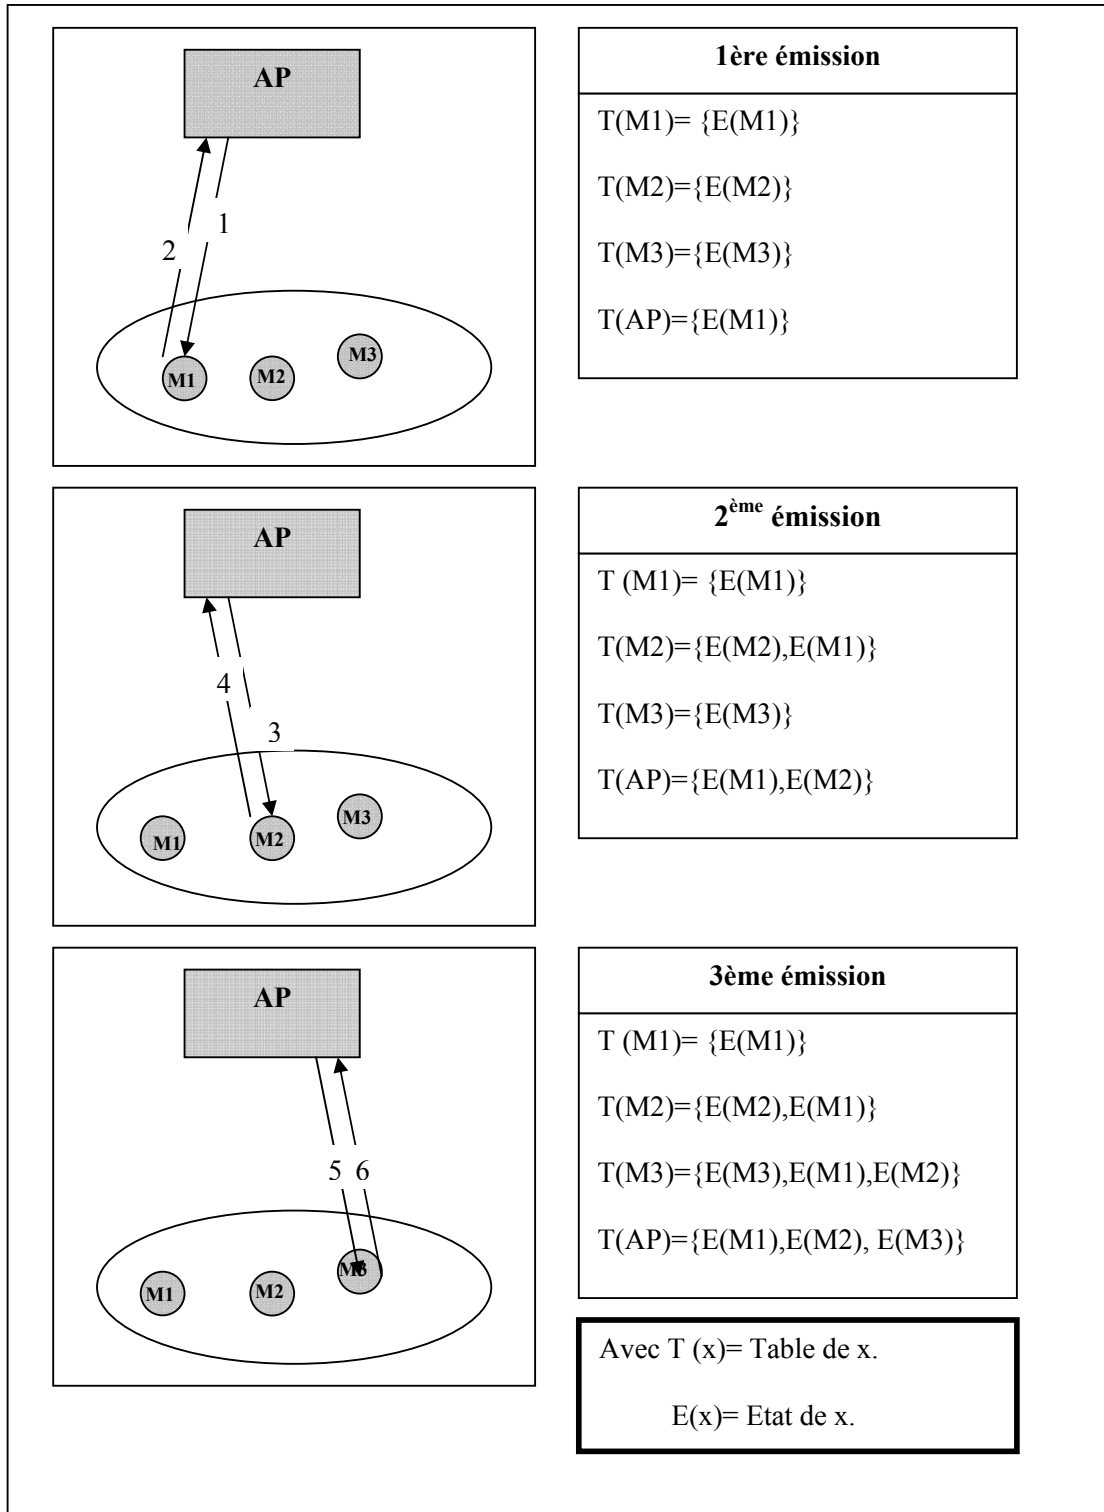 AP
1
2
M1
M2
M3
1ère émission
T(M1)= {E(M1)}
T(M2)={E(M2)}
T(M3)={E(M3)}
T(AP)={E(M1)}
AP
4
3
M1
M2
M3
2ème émission
T (M1)= {E(M1)}
T(M2)={E(M2),E(M1)}
T(M3)={E(M3)}
T(AP)={E(M1),E(M2)}
AP
5 6
M1
M2
M3
3ème émission
T (M1)= {E(M1)}
T(M2)={E(M2),E(M1)}
T(M3)={E(M3),E(M1),E(M2)}
T(AP)={E(M1),E(M2), E(M3)}
Avec T (x)= Table de x.
E(x)= Etat de x.